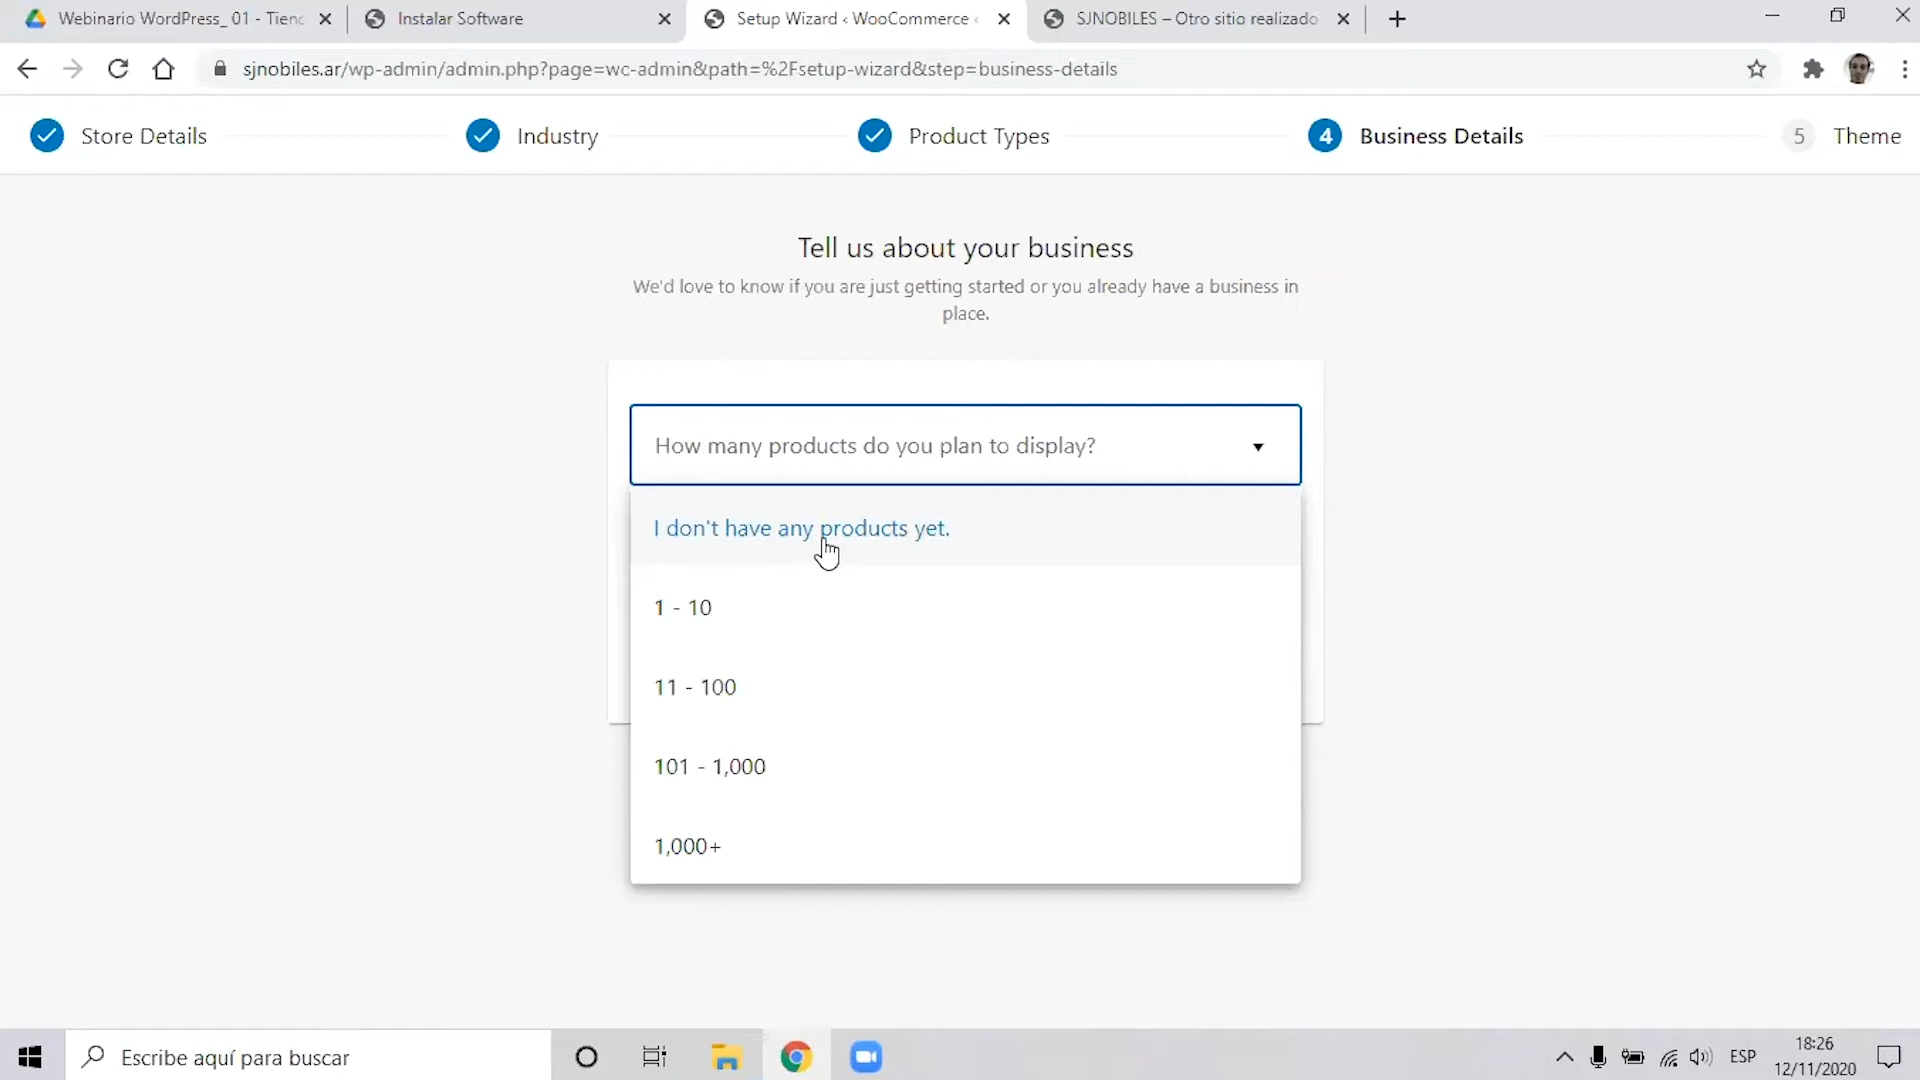 Webinario WordPress_ 01 - Tienc
Instalar Software
Setup Wizard ‹ WooCommerce ‹
SJNOBILES – Otro sitio realizado
sjnobiles.ar/wp-admin/admin.php?page=wc-admin&path=%2Fsetup-wizard&step=business-details
Store Details
Industry
Product Types
4 Business Details
5 Theme
Tell us about your business
We'd love to know if you are just getting started or you already have a business in
place.
How many products do you plan to display?
I don't have any products yet.
1 - 10
11 - 100
101 - 1,000
1,000+
Escribe aquí para buscar
ESP
18:26
12/11/2020